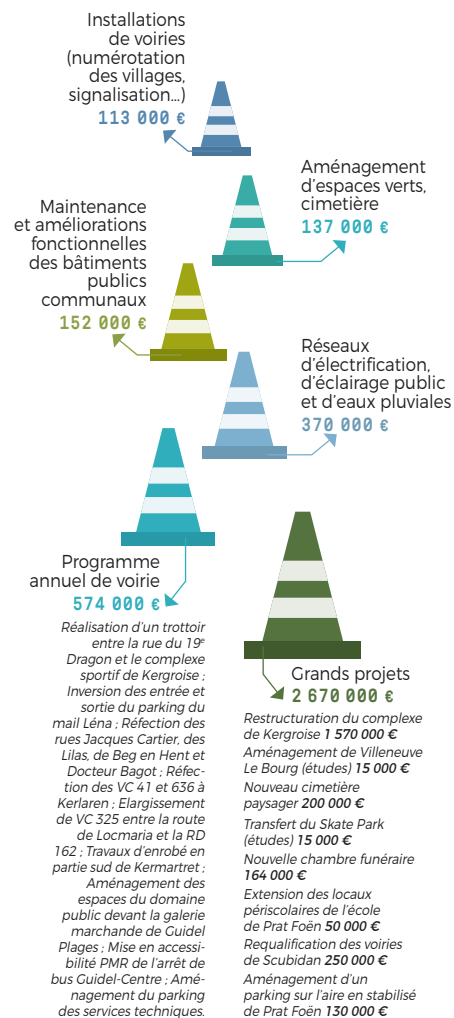 Installations
de voiries
(numérotation
des villages,
signalisation...)
113 000 €
Aménagement
d'espaces verts,
cimetière
137 000 €
Maintenance
et améliorations
fonctionnelles
des bâtiments
publics
communaux
152 000 €
Réseaux
d'électrification,
d'éclairage public
et d'eaux pluviales
370 000 €
Programme
annuel de voirie
574 000 €
Réalisation d'un trottoir
entre la rue du 19e
Dragon et le complexe
sportif de Kergroise ;
Inversion des entrée et
sortie du parking du
mail Léna ; Réfection des
rues Jacques Cartier, des
Lilas, de Beg en Hent et
Docteur Bagot ; Réfec-
tion des VC 41 et 636 à
Kerlaren ; Elargissement
de VC 325 entre la route
de Locmaria et la RD
162 ; Travaux d'enrobé en
partie sud de Kermartret ;
Aménagement des
espaces du domaine
public devant la galerie
marchande de Guidel
Plages ; Mise en accessi-
bilité PMR de l'arrêt de
bus Guidel-Centre ; Amé-
nagement du parking
des services techniques.
Grands projets
2 670 000 €
Restructuration du complexe
de Kergroise 1 570 000 €
Aménagement de Villeneuve
Le Bourg (études) 15 000 €
Nouveau cimetière
paysager 200 000 €
Transfert du Skate Park
(études) 15 000 €
Nouvelle chambre funéraire
164 000 €
Extension des locaux
périscolaires de l'école
de Prat Foën 50 000 €
Requalification des voiries
de Scubidan 250 000 €
Aménagement d'un
parking sur l'aire en stabilisé
de Prat Foën 130 000 €